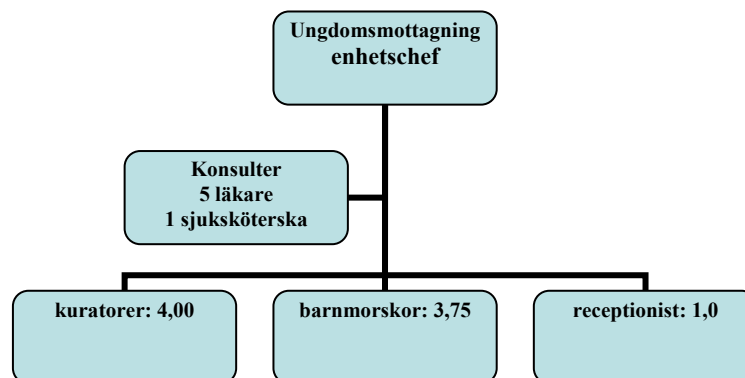 Ungdomsmottagning
enhetschef
Konsulter
5 läkare
1 sjuksköterska
kuratorer: 4,00
barnmorskor: 3,75
receptionist: 1,0